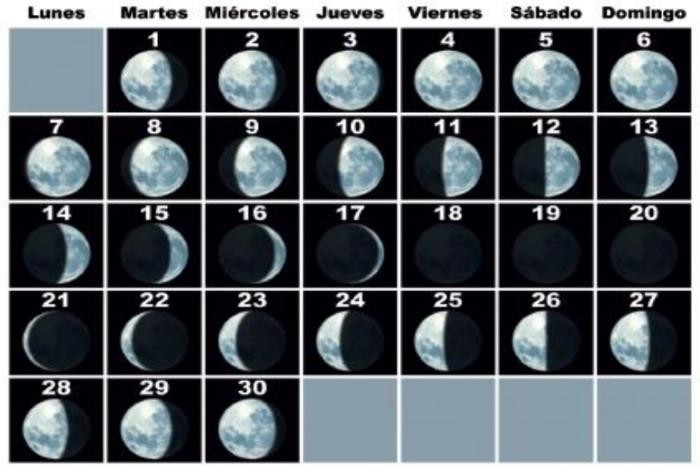 Lunes Martes Miércoles Jueves Viernes Sábado Domingo
1 2 3 4 5 6
7 8 9 10 11 12 13
14 15 16 17 18 19 20
21 22 23 24 25 26 27
28 29 30